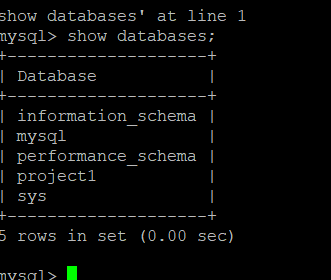 show databases' at line 1
mysql> show databases;
+--------------------+
| Database           |
+--------------------+
| information_schema |
| mysql              |
| performance_schema |
| project1           |
| sys                |
+--------------------+
5 rows in set (0.00 sec)
mysql>